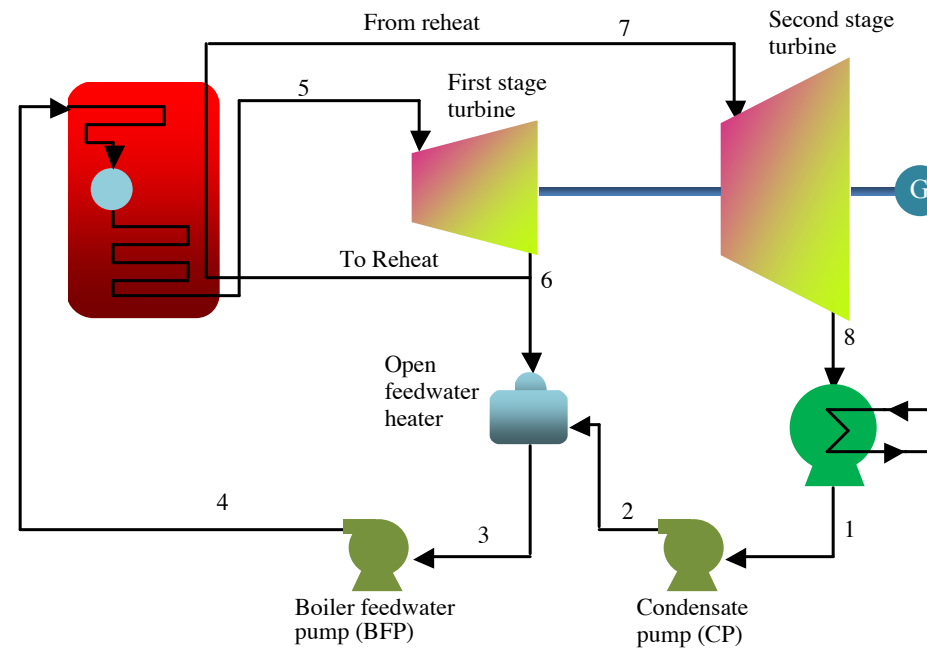 From reheat
7
Second stage
turbine
5
First stage
turbine
G
To Reheat
6
8
Open
feedwater
heater
4
3
2
1
Boiler feedwater
pump (BFP)
Condensate
pump (CP)